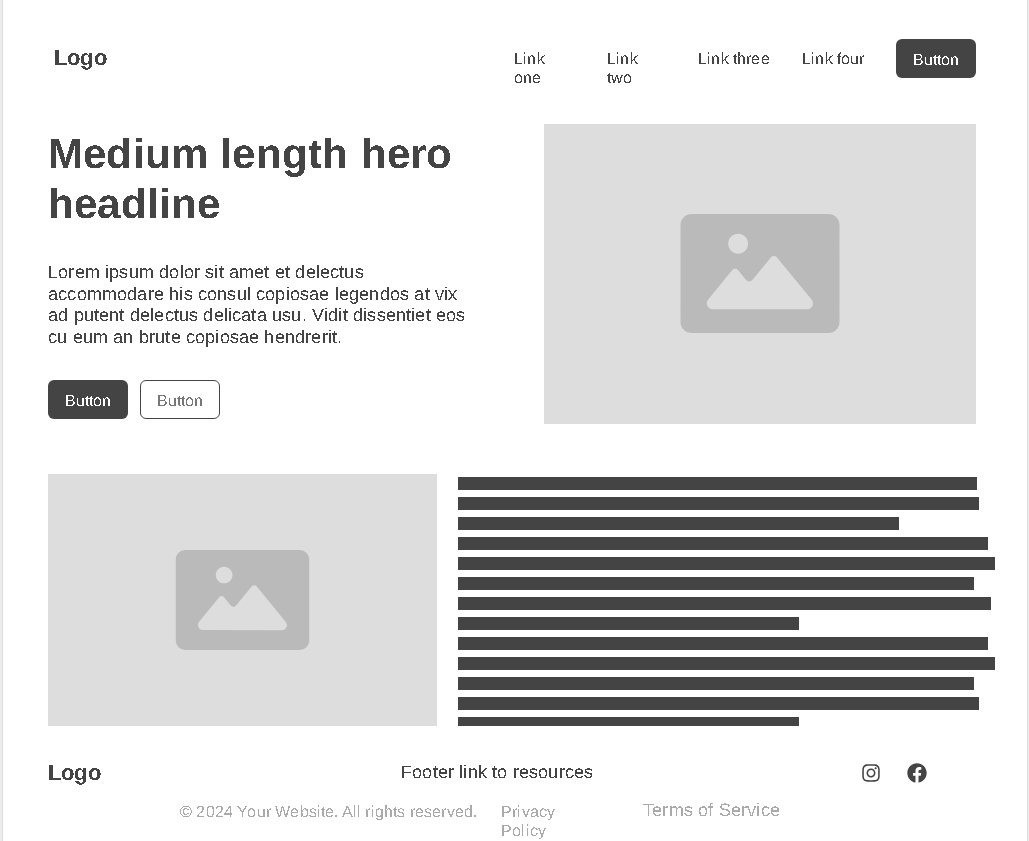 Logo
Link
one
Link
two
Link three
Link four
Button
Medium length hero
headline
Lorem ipsum dolor sit amet et delectus
accommodare his consul copiosae legendos at vix
ad putent delectus delicata usu. Vidit dissentiet eos
cu eum an brute copiosae hendrerit.
Button
Button
Logo
Footer link to resources
© 2024 Your Website. All rights reserved.
Privacy
Policy
Terms of Service